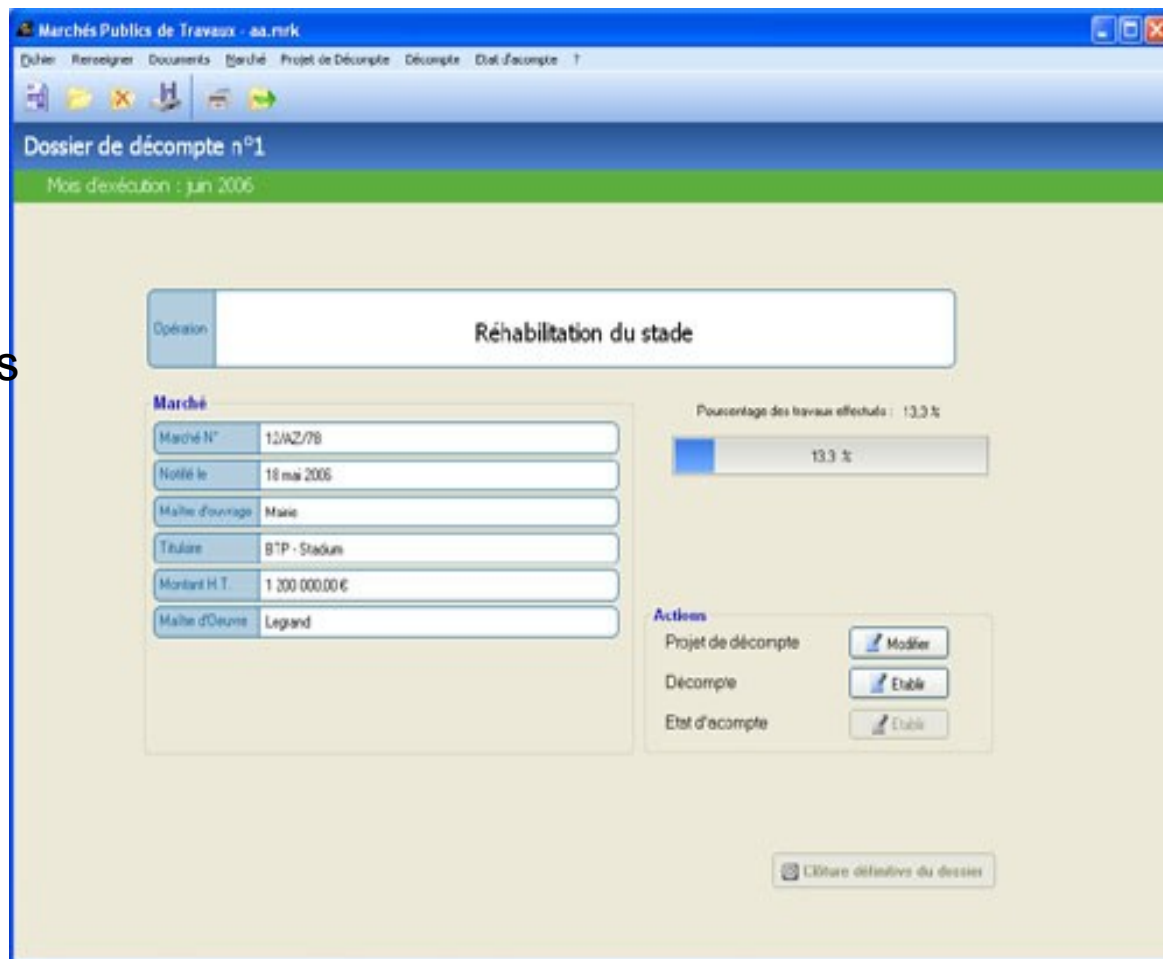 Marchés Publics de Travaux - aa.mrk
Fichier Renseigner Documents Marché Projet de Décompte Décompte Etat d'acompte ?
Dossier de décompte n°1
Mois d'exécution : juin 2006
Opération
Réhabilitation du stade
s
Marché
Marché N°
Notifié le 18 mai 2006
Maître d'ouvrage Mairie
Titulaire BTP - Stadium
Montant H.T. 1 200 000,00 €
Maître d'Oeuvre Legrand
Pourcentage des travaux effectués : 13,3 %
13.3 %
Actions
Projet de décompte Modifier
Décompte Etablir
Etat d'acompte Etablir
Clôture définitive du dossier